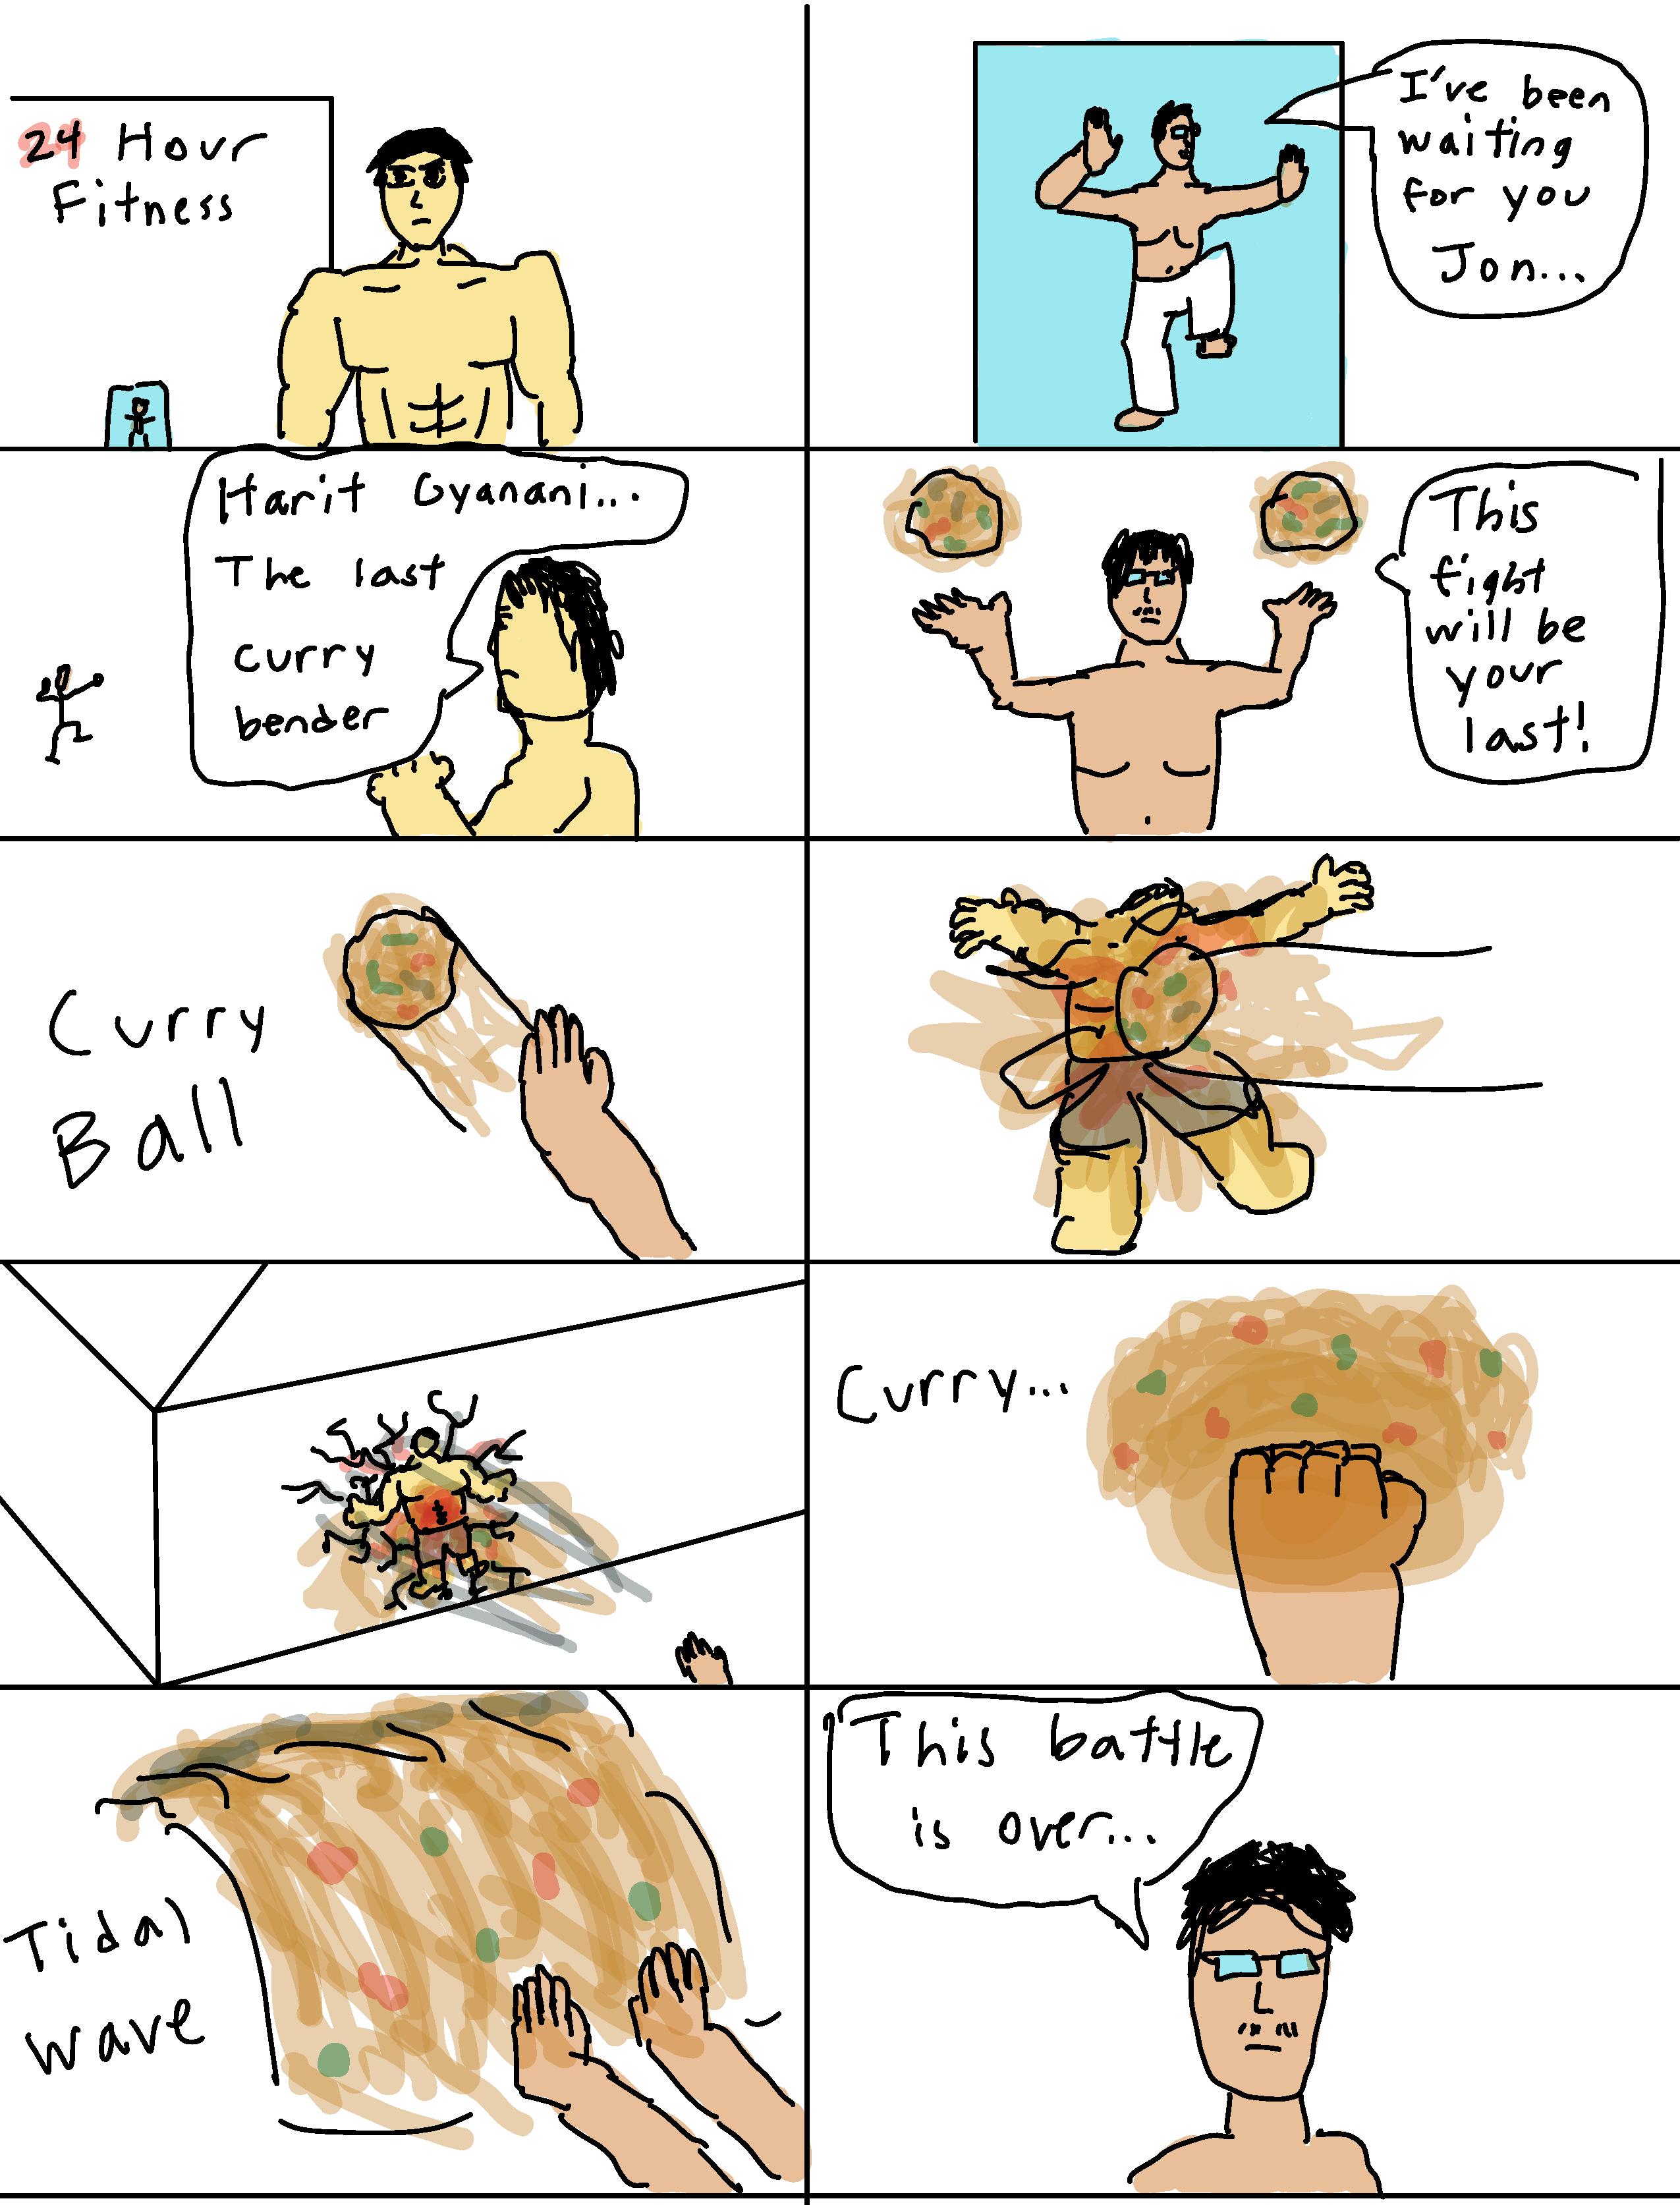 24 Hour
Fitness
I've been
waiting
for you
Jon...
Harit Gyanani...
The last
curry
bender
This
fight
will be
your
last!
Curry
Ball
Curry...
Tidal
wave
This battle
is over...